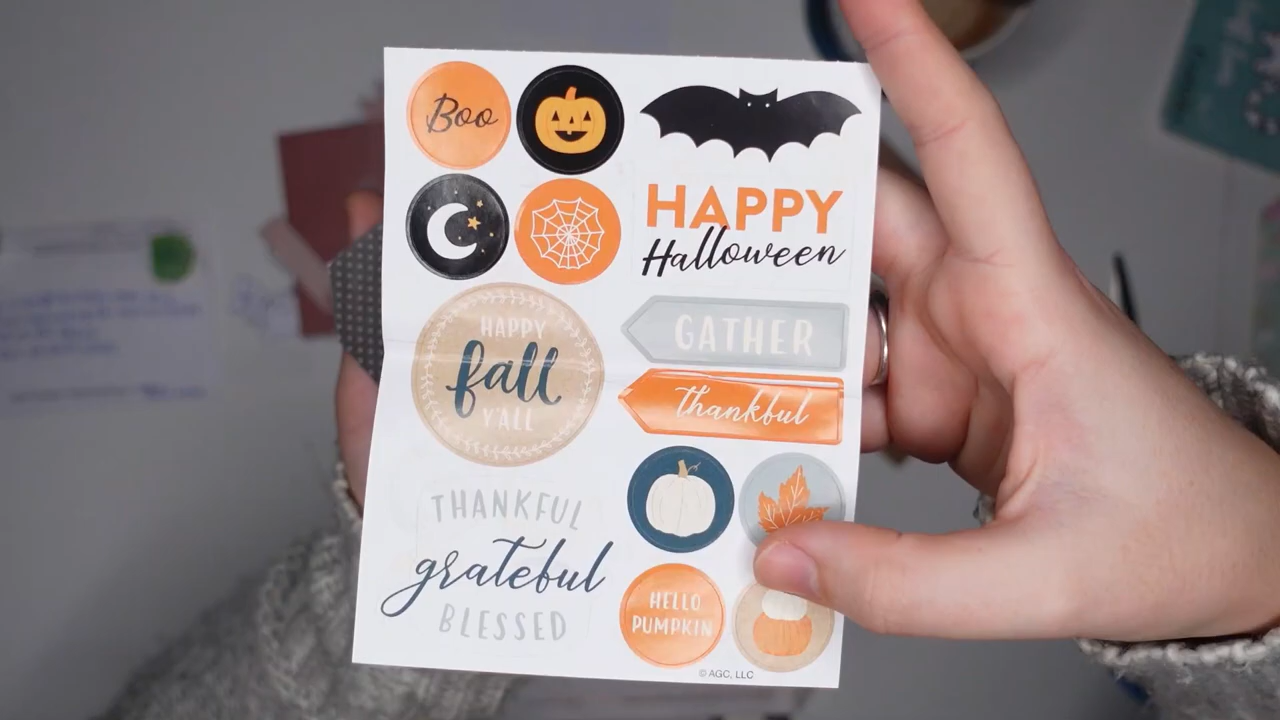 Boo
HAPPY
Halloween
HAPPY
fall
Y'ALL
GATHER
thankful
THANKFUL
grateful
BLESSED
HELLO
PUMPKIN
© AGC, LLC